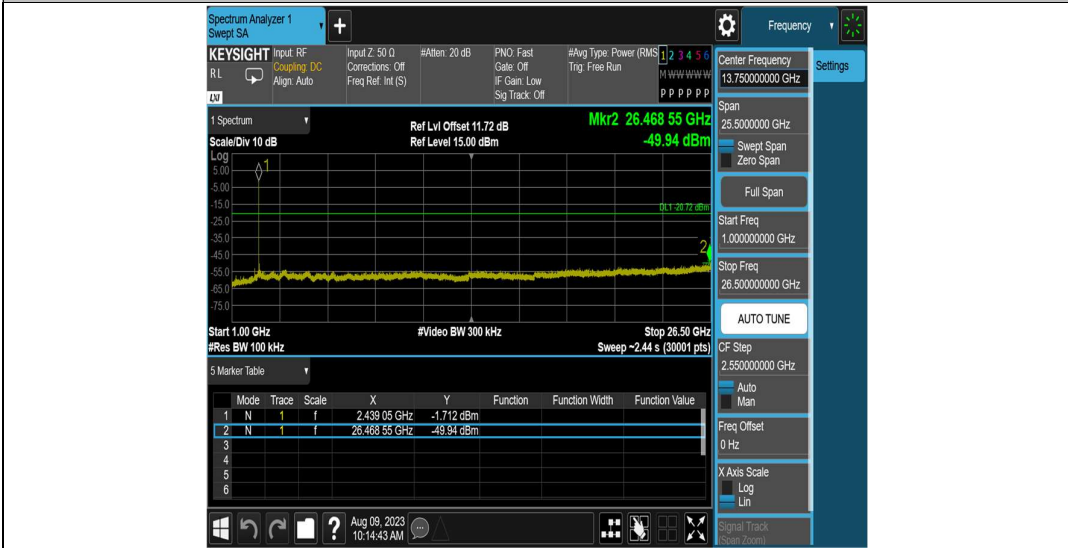 Spectrum Analyzer 1
Swept SA
+
Frequency
KEYSIGHT
RL
LXI
Input: RF
Coupling: DC
Align: Auto
Input Z: 50 Ω
Corrections: Off
Freq Ref: Int (S)
#Atten: 20 dB
PNO: Fast
Gate: Off
IF Gain: Low
Sig Track: Off
#Avg Type: Power (RMS
Trig: Free Run
1 2 3 4 5 6
M W W W W W
P P P P P P
Center Frequency
13.750000000 GHz
Settings
Span
25.5000000 GHz
Swept Span
Zero Span
Full Span
Start Freq
1.000000000 GHz
Stop Freq
26.500000000 GHz
AUTO TUNE
CF Step
2.550000000 GHz
Auto
Man
Freq Offset
0 Hz
X Axis Scale
Log
Lin
Signal Track
(Span Zoom)
1 Spectrum
Scale/Div 10 dB
Ref Lvl Offset 11.72 dB
Ref Level 15.00 dBm
Mkr2 26.468 55 GHz
-49.94 dBm
Log
5.00
-5.00
-15.0
-25.0
-35.0
-45.0
-55.0
-65.0
-75.0
1
DL1 -20.72 dBm
2
Start 1.00 GHz
#Res BW 100 kHz
#Video BW 300 kHz
Stop 26.50 GHz
Sweep ~2.44 s (30001 pts)
5 Marker Table
Mode Trace Scale X Y Function Function Width Function Value
1 N 1 f 2.439 05 GHz -1.712 dBm
2 N 1 f 26.468 55 GHz -49.94 dBm
3
4
5
6
?
Aug 09, 2023
10:14:43 AM